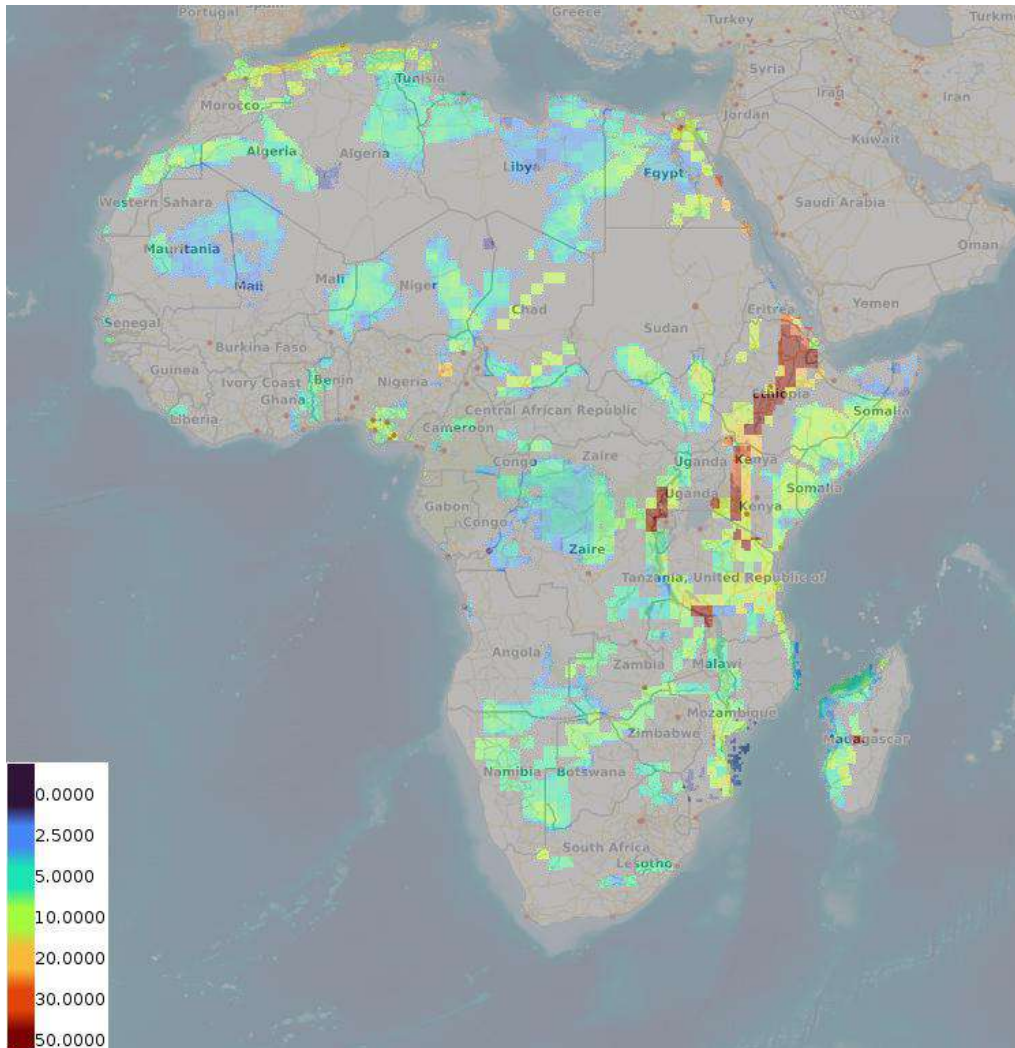 Portugal
Greece
Turkey
Syria
Iraq
Iran
Jordan
Kuwait
Tunisia
Morocco
Algeria
Algeria
Libya
Egypt
Saudi Arabia
Western Sahara
Oman
Mauritania
Mali
Mali
Niger
Chad
Sudan
Eritrea
Yemen
Senegal
Burkina Faso
Guinea
Ivory Coast
Benin
Ghana
Nigeria
Ethiopia
Liberia
Central African Republic
Somalia
Cameroon
Congo
Zaire
Uganda
Kenya
Uganda
Somalia
Gabon
Kenya
Congo
Zaire
Tanzania, United Republic of
Angola
Zambia
Malawi
Mozambique
Zimbabwe
Madagascar
Namibia
Botswana
South Africa
Lesotho
0.0000
2.5000
5.0000
10.0000
20.0000
30.0000
50.0000